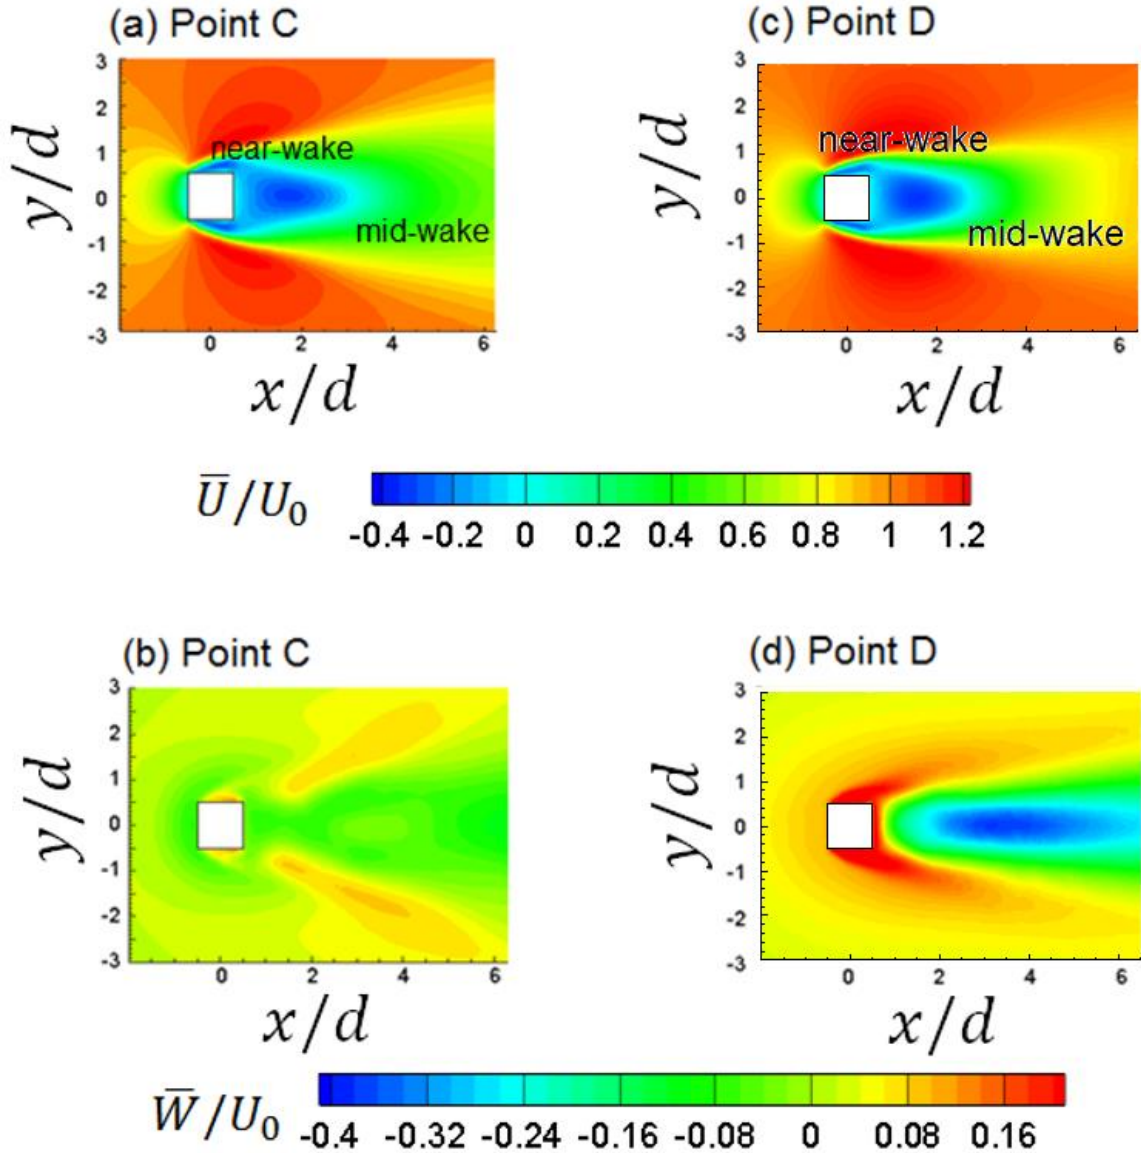 (a) Point C
(c) Point D
3
2
1
0
-1
-2
-3
y/d
near-wake
mid-wake
0 2 4 6
x/d
3
2
1
0
-1
-2
-3
y/d
near-wake
mid-wake
0 2 4 6
x/d
U̅/U₀
-0.4 -0.2 0 0.2 0.4 0.6 0.8 1 1.2
(b) Point C
(d) Point D
3
2
1
0
-1
-2
-3
y/d
0 2 4 6
x/d
3
2
1
0
-1
-2
-3
y/d
0 2 4 6
x/d
W̅/U₀
-0.4 -0.32 -0.24 -0.16 -0.08 0 0.08 0.16